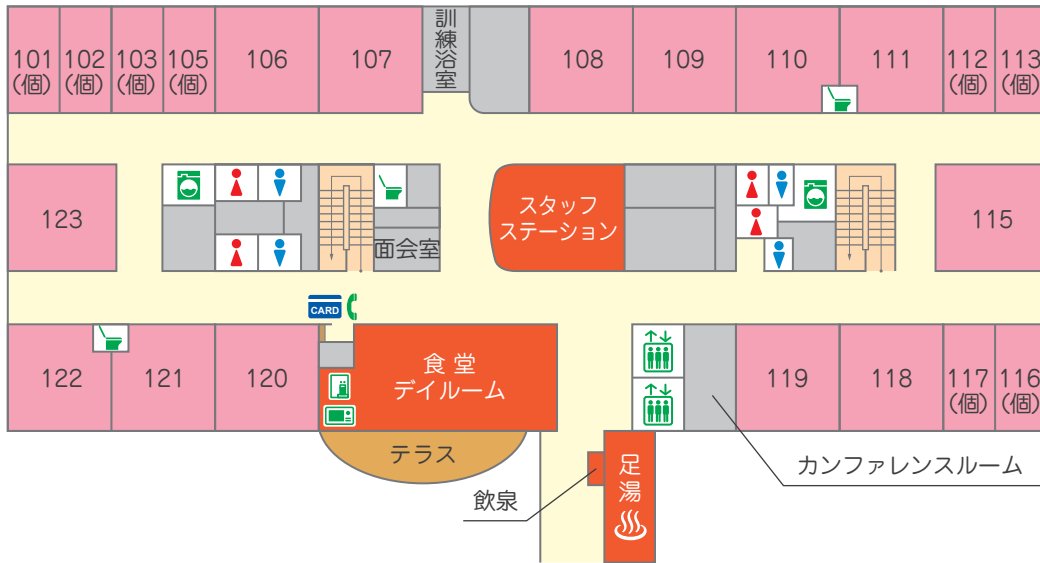 101
(個)
102
(個)
103
(個)
105
(個)
106
107
訓練浴室
108
109
110
111
112
(個)
113
(個)
123
面会室
スタッフ
ステーション
115
CARD
122
121
120
食堂
デイルーム
119
118
117
(個)
116
(個)
テラス
足湯
飲泉
カンファレンスルーム